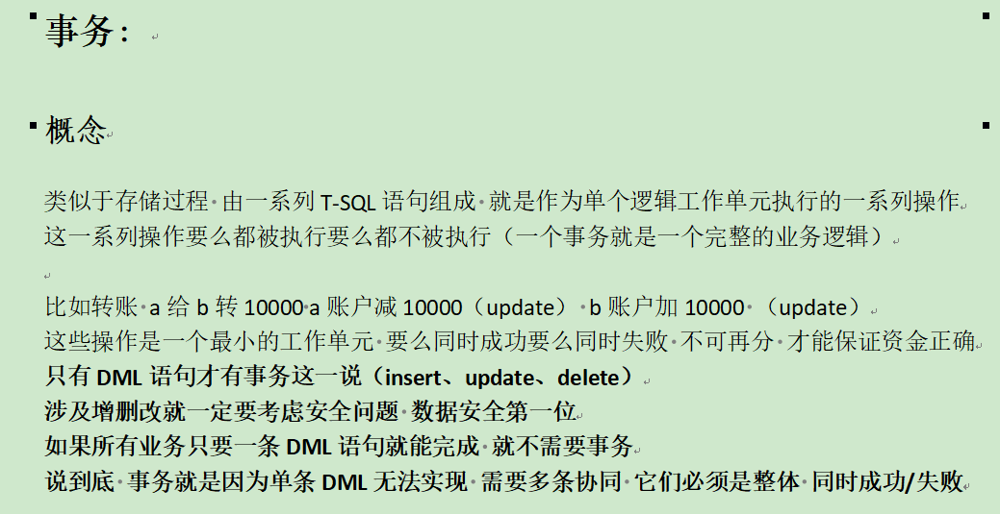 事务：
概念
类似于存储过程 由一系列 T-SQL 语句组成 就是作为单个逻辑工作单元执行的一系列操作
这一系列操作要么都被执行要么都不被执行（一个事务就是一个完整的业务逻辑）
比如转账 a 给 b 转 10000 a 账户减 10000（update） b 账户加 10000 （update）
这些操作是一个最小的工作单元 要么同时成功要么同时失败 不可再分 才能保证资金正确
只有 DML 语句才有事务这一说（insert、update、delete）
涉及增删改就一定要考虑安全问题 数据安全第一位
如果所有业务只要一条 DML 语句就能完成 就不需要事务
说到底 事务就是因为单条 DML 无法实现 需要多条协同 它们必须是整体 同时成功/失败